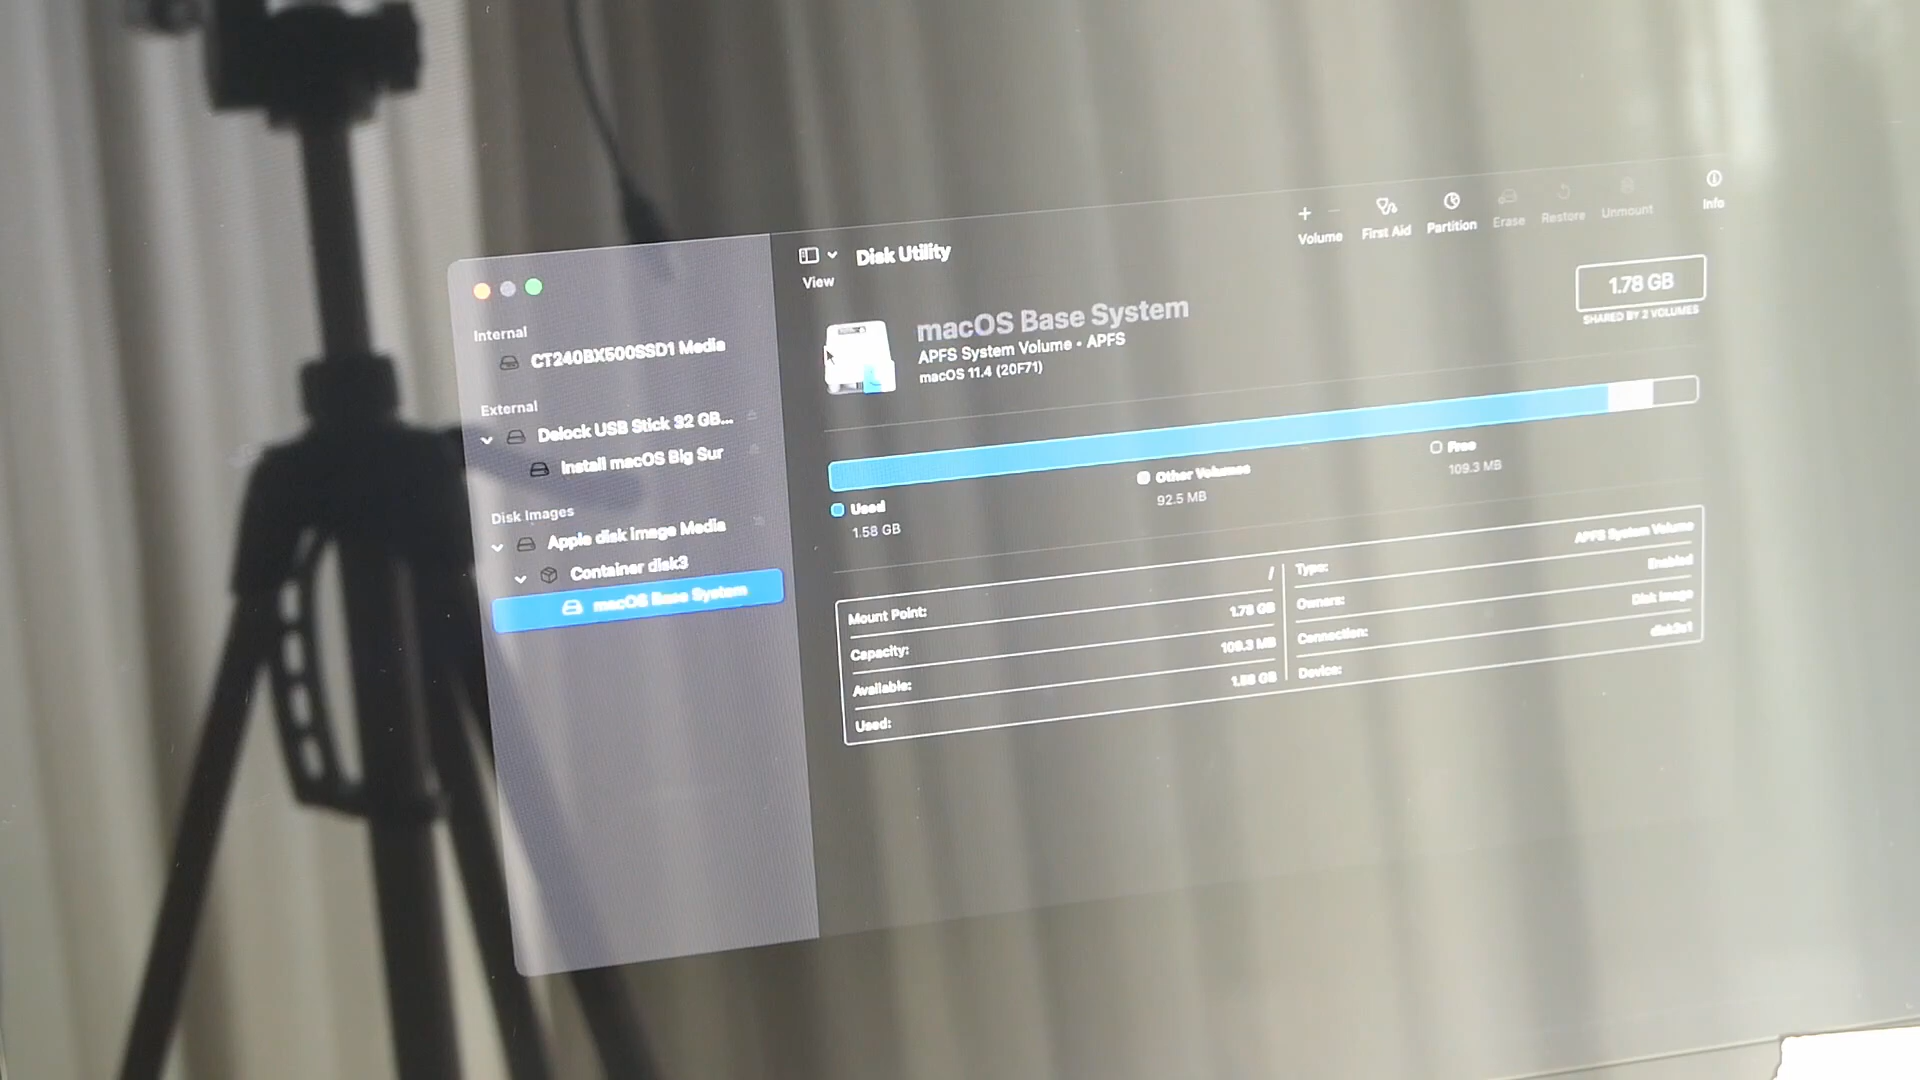 Internal
CT240BX500SSD1 Media
External
Delock USB Stick 32 GB...
Install macOS Big Sur
Disk Images
Apple disk image Media
Container disk3
macOS Base System
View
Disk Utility
Volume
First Aid
Partition
Erase
Restore
Unmount
Info
macOS Base System
APFS System Volume • APFS
macOS 11.4 (20F71)
1.78 GB
SHARED BY 2 VOLUMES
Used
1.58 GB
Other Volumes
92.5 MB
Free
109.3 MB
Mount Point: /
Capacity: 1.78 GB
Available: 109.3 MB
Used: 1.58 GB
Type: APFS System Volume
Owners: Enabled
Connection: Disk Image
Device: